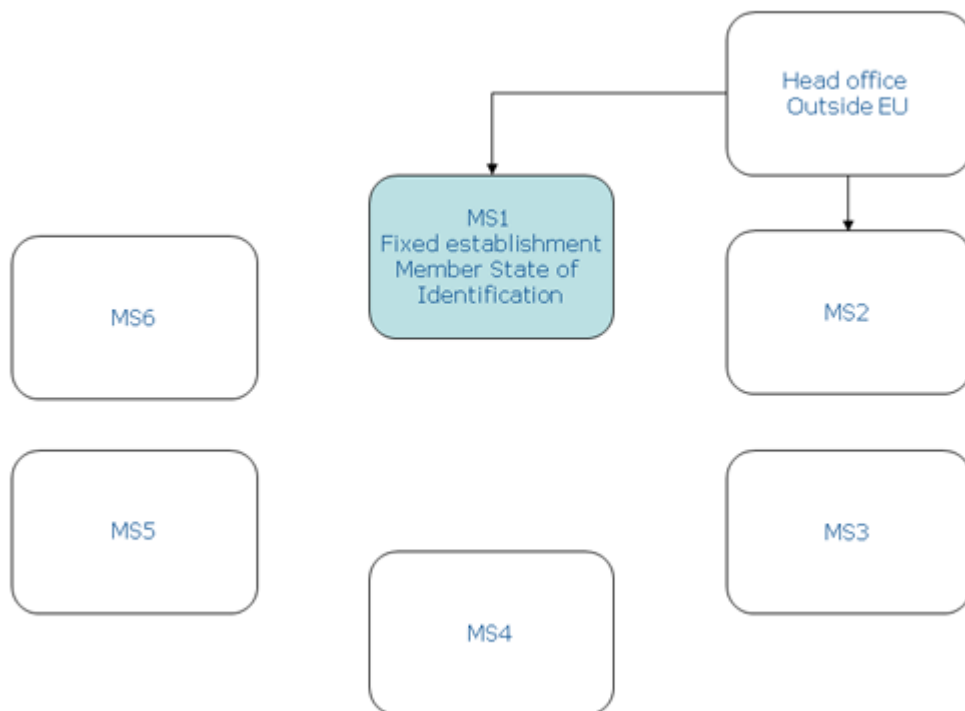 Head office
Outside EU
MS1
Fixed establishment
Member State of
Identification
MS6
MS2
MS5
MS3
MS4